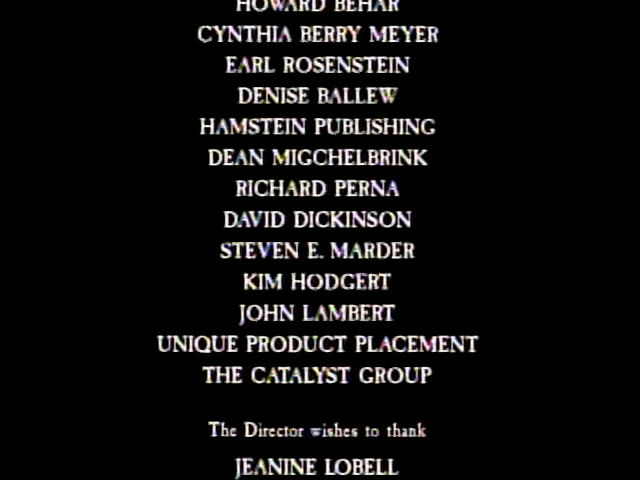 HOWARD BEHAR
CYNTHIA BERRY MEYER
EARL ROSENSTEIN
DENISE BALLEW
HAMSTEIN PUBLISHING
DEAN MIGCHELBRINK
RICHARD PERNA
DAVID DICKINSON
STEVEN E. MARDER
KIM HODGERT
JOHN LAMBERT
UNIQUE PRODUCT PLACEMENT
THE CATALYST GROUP
The Director wishes to thank
JEANINE LOBELL